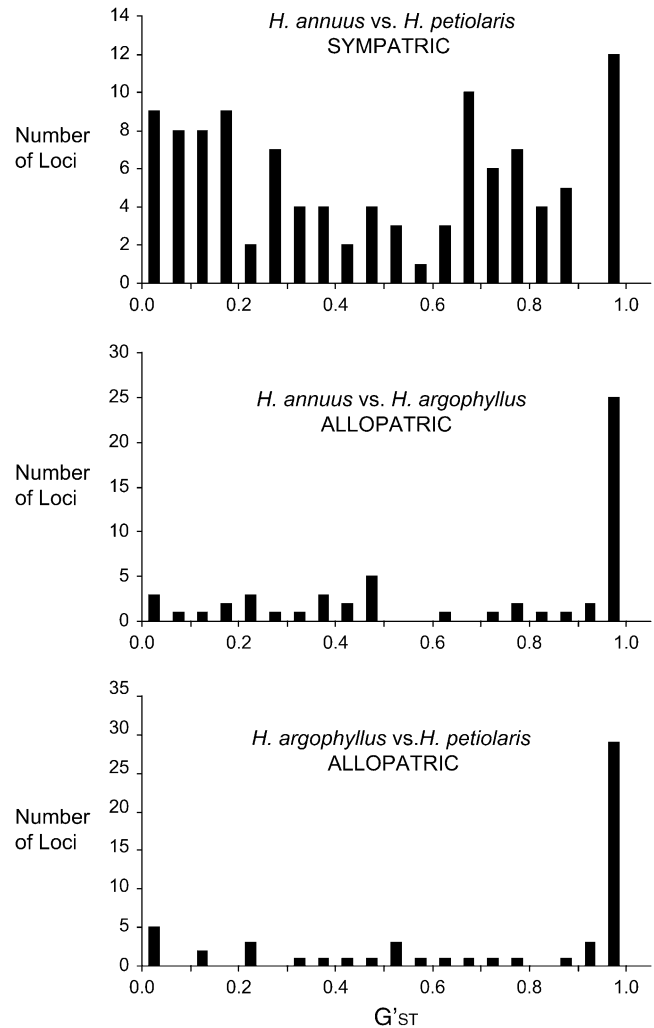 H. annuus vs. H. petiolaris
SYMPATRIC
Number
of Loci
14
12
10
8
6
4
2
0
0.0 0.2 0.4 0.6 0.8 1.0
H. annuus vs. H. argophyllus
ALLOPATRIC
Number
of Loci
30
25
20
15
10
5
0
0.0 0.2 0.4 0.6 0.8 1.0
H. argophyllus vs.H. petiolaris
ALLOPATRIC
Number
of Loci
35
30
25
20
15
10
5
0
0.0 0.2 0.4 0.6 0.8 1.0
G'ST